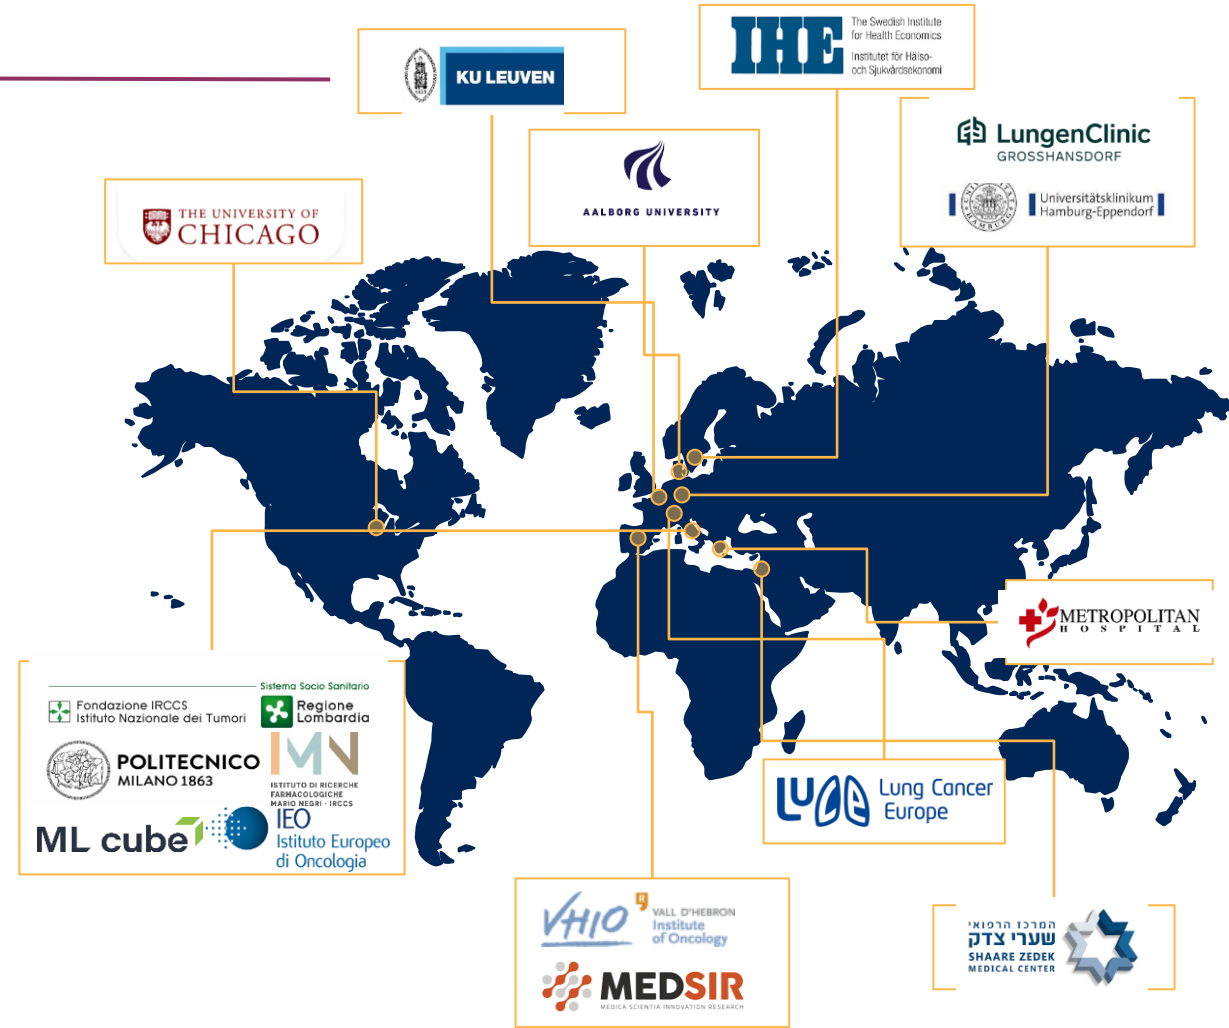 KU LEUVEN
IHE
The Swedish Institute
for Health Economics
Institutet för Hälso-
och Sjukvårdsekonomi
AALBORG UNIVERSITY
LungenClinic
GROSSHANSDORF
Universitätsklinikum
Hamburg-Eppendorf
THE UNIVERSITY OF
CHICAGO
METROPOLITAN
HOSPITAL
Sistema Socio Sanitario
Fondazione IRCCS
Istituto Nazionale dei Tumori
Regione
Lombardia
POLITECNICO
MILANO 1863
IMN
ISTITUTO DI RICERCHE
FARMACOLOGICHE
MARIO NEGRI · IRCCS
ML cube
IEO
Istituto Europeo
di Oncologia
LUCE
Lung Cancer
Europe
VHIO
R
VALL D'HEBRON
Institute
of Oncology
MEDSIR
MEDICA SCIENTIA INNOVATION RESEARCH
המרכז הרפואי
שערי צדק
SHAARE ZEDEK
MEDICAL CENTER